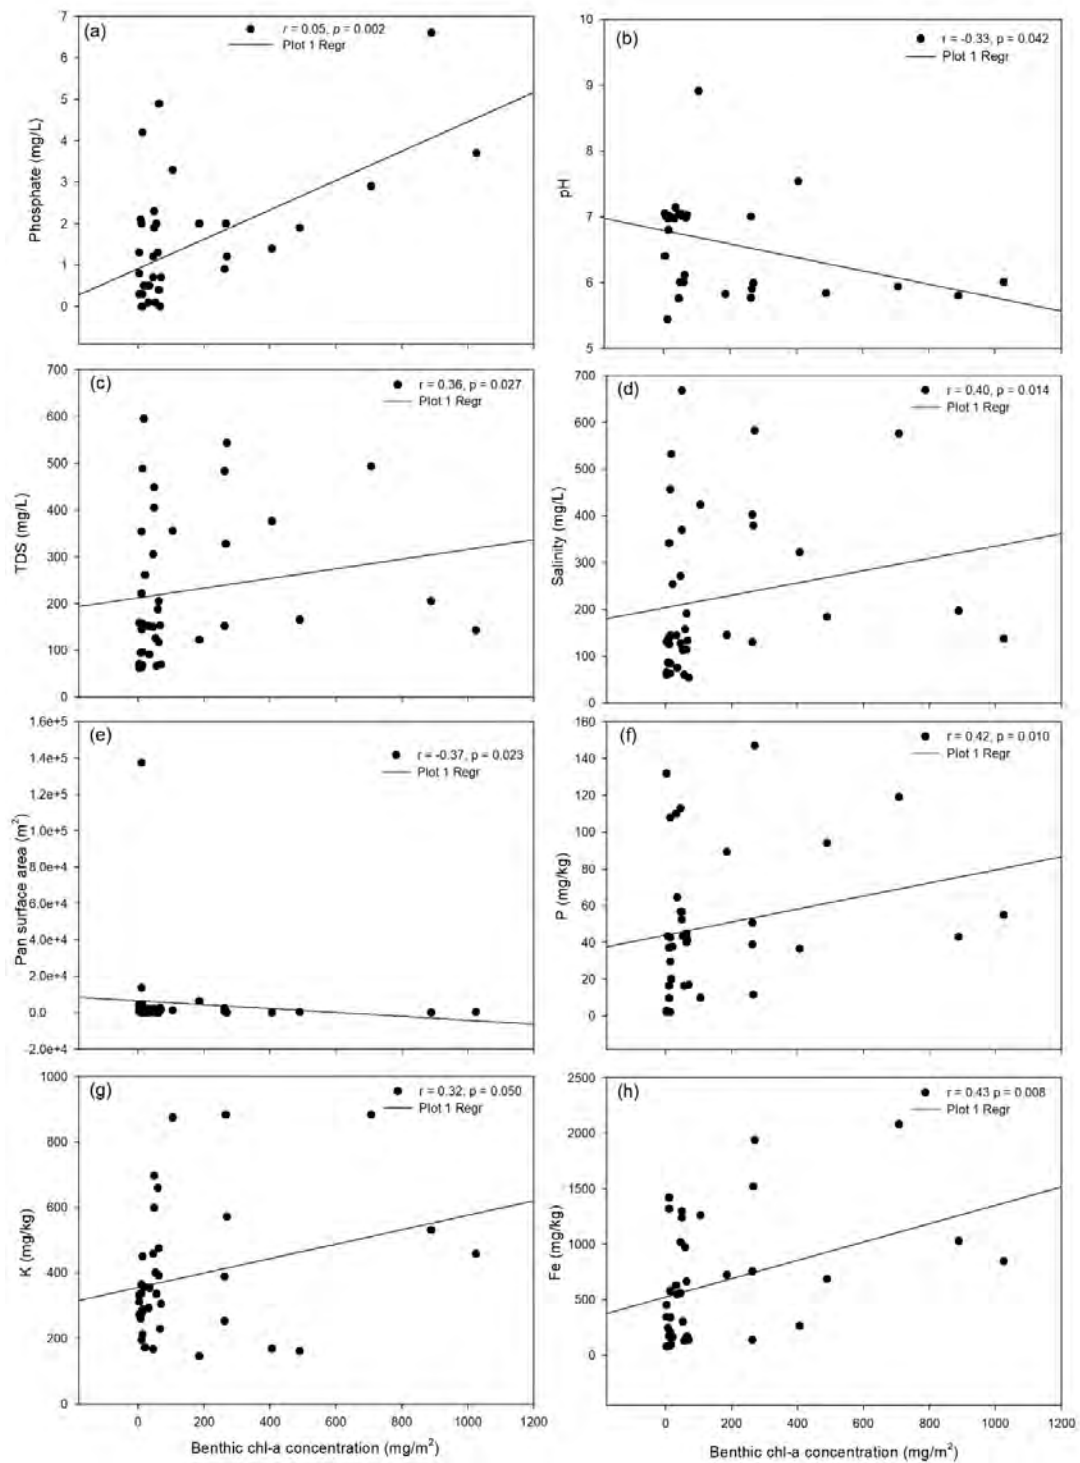 (a)
r = 0.05, p = 0.002
Plot 1 Regr
Phosphate (mg/L)
7
6
5
4
3
2
1
0
(b)
r = -0.33, p = 0.042
Plot 1 Regr
pH
10
9
8
7
6
5
(c)
r = 0.36, p = 0.027
Plot 1 Regr
TDS (mg/L)
700
600
500
400
300
200
100
0
(d)
r = 0.40, p = 0.014
Plot 1 Regr
Salinity (mg/L)
700
600
500
400
300
200
100
0
(e)
r = -0.37, p = 0.023
Plot 1 Regr
Pan surface area (m²)
1.6e+5
1.4e+5
1.2e+5
1.0e+5
8.0e+4
6.0e+4
4.0e+4
2.0e+4
0.0
-2.0e+4
(f)
r = 0.42, p = 0.010
Plot 1 Regr
P (mg/kg)
160
140
120
100
80
60
40
20
0
(g)
r = 0.32, p = 0.050
Plot 1 Regr
K (mg/kg)
1000
800
600
400
200
0
0 200 400 600 800 1000 1200
Benthic chl-a concentration (mg/m²)
(h)
r = 0.43 p = 0.008
Plot 1 Regr
Fe (mg/kg)
2500
2000
1500
1000
500
0
0 200 400 600 800 1000 1200
Benthic chl-a concentration (mg/m²)